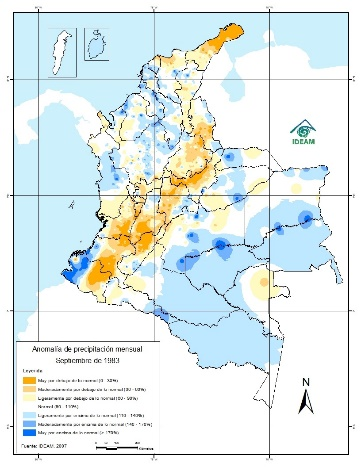 IDEAM
Anomalía de precipitación mensual
Septiembre de 1983
Leyenda
Muy por debajo de lo normal (0 - 30%)
Moderadamente por debajo de lo normal (30 - 60%)
Ligeramente por debajo de lo normal (60 - 90%)
Normal (90 - 110%)
Ligeramente por encima de lo normal (110 - 140%)
Moderadamente por encima de lo normal (140 - 170%)
Muy por encima de lo normal (> 170%)
Fuente: IDEAM, 2007
N